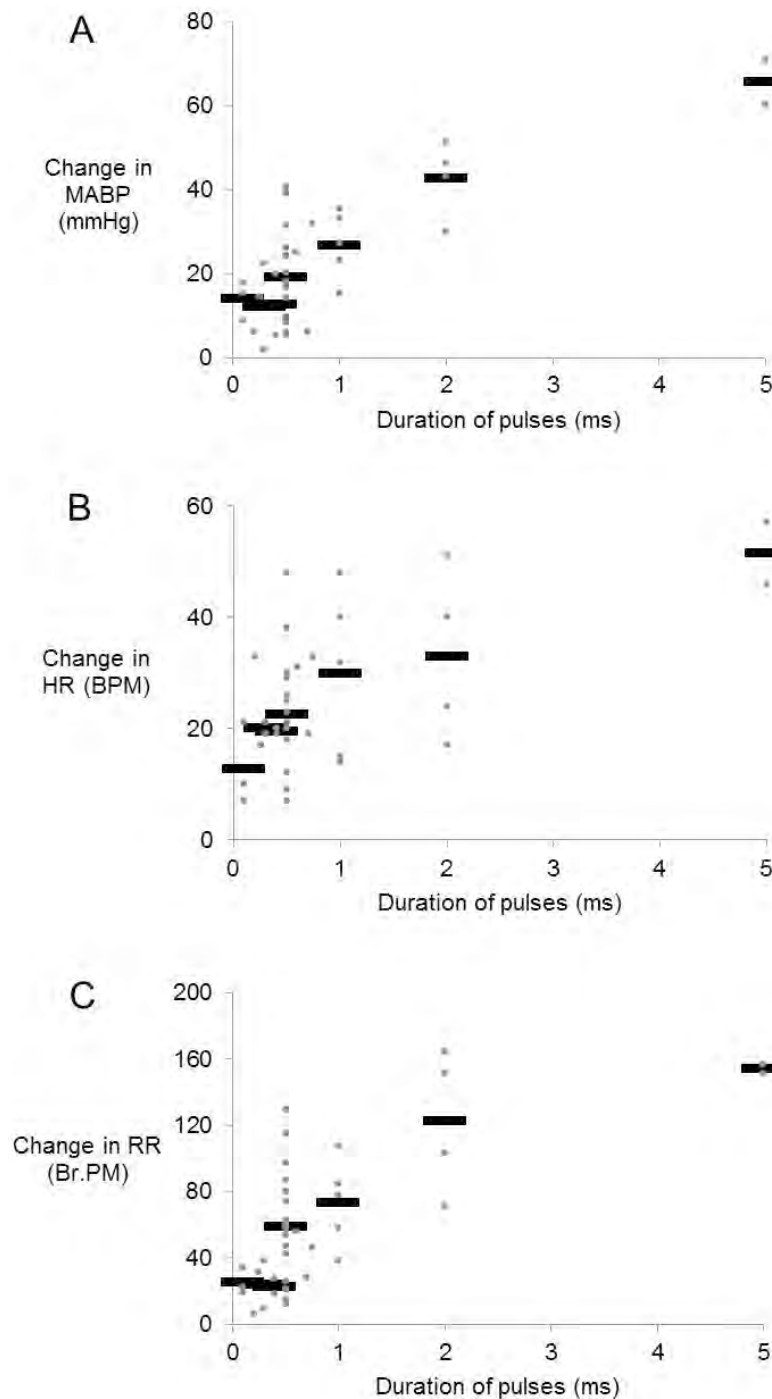 A
80
60
Change in
MABP
(mmHg)
40
20
0
0 1 2 3 4 5
Duration of pulses (ms)
B
60
40
Change in
HR (BPM)
20
0
0 1 2 3 4 5
Duration of pulses (ms)
C
200
160
120
Change in RR
(Br.PM)
80
40
0
0 1 2 3 4 5
Duration of pulses (ms)